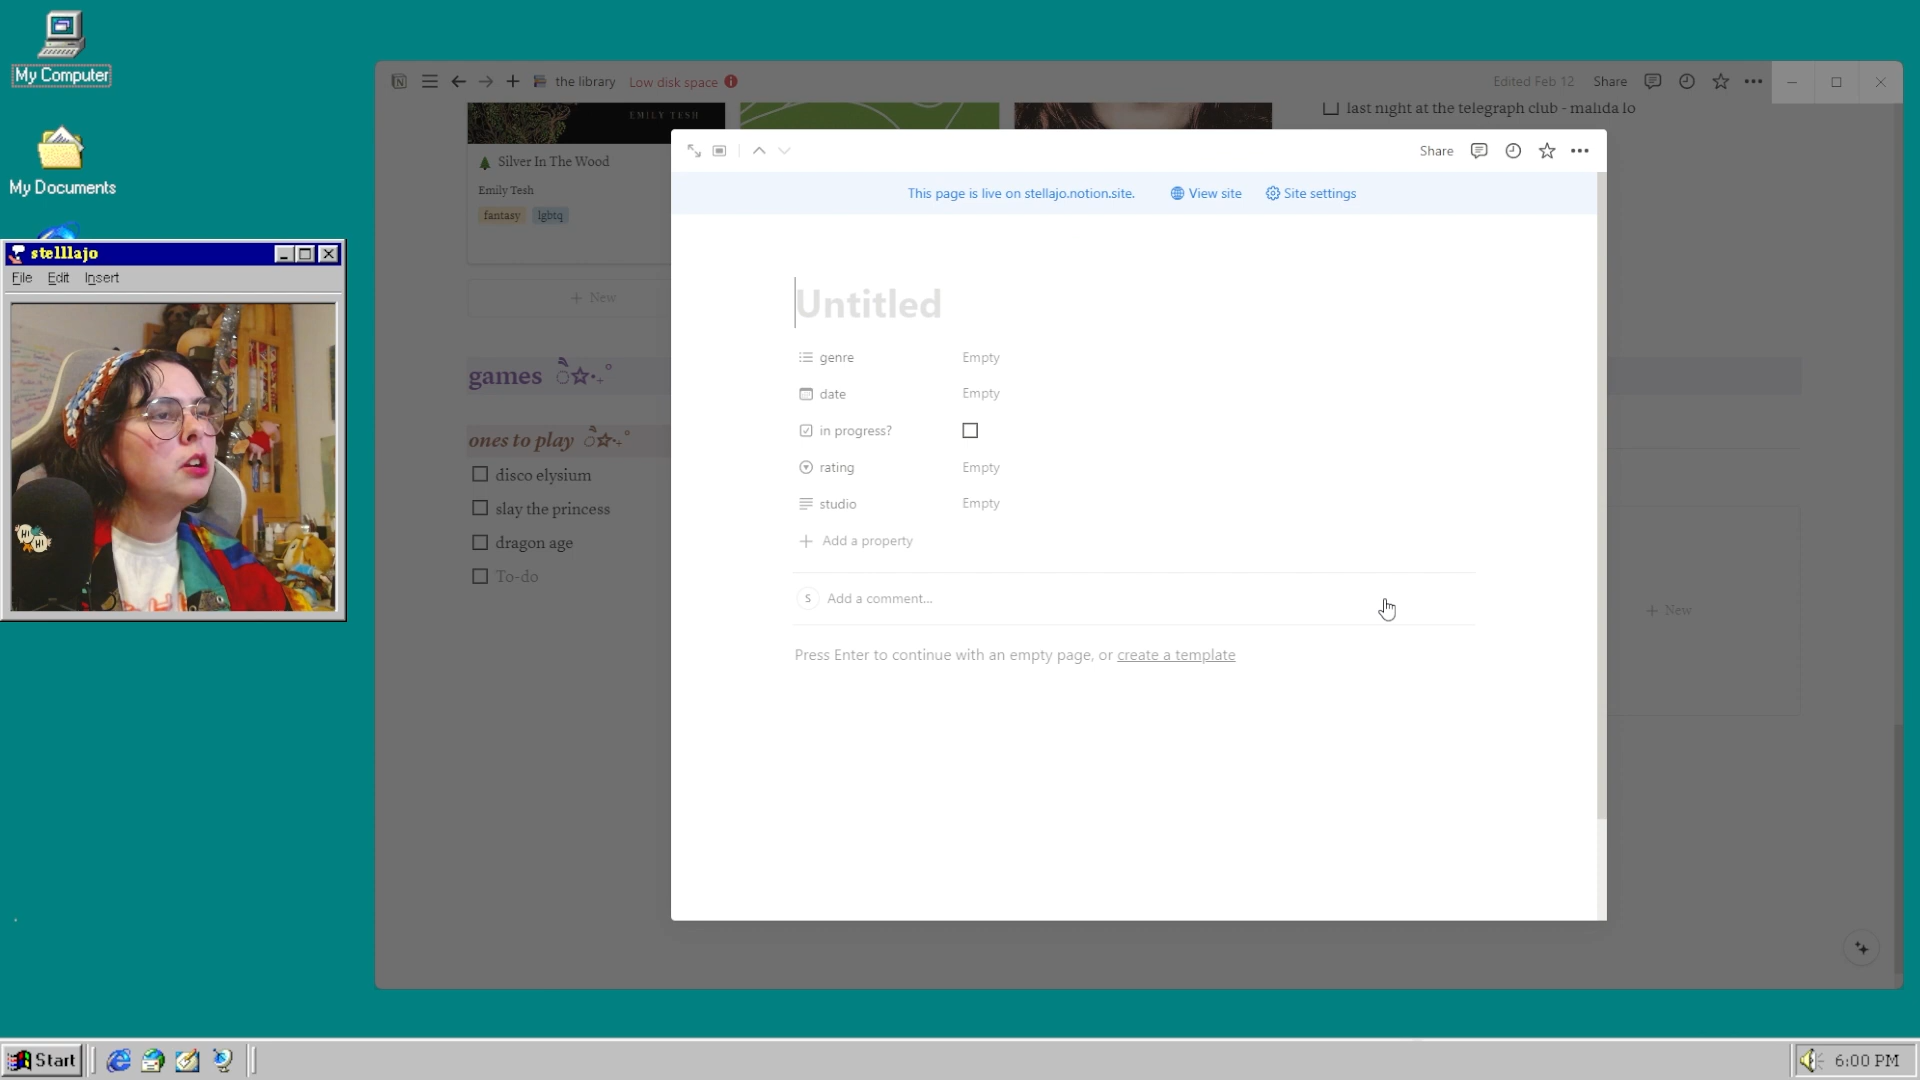 My Computer
My Documents
stelllajo
File Edit Insert
HI HI
the library Low disk space
Edited Feb 12 Share
EMILY TESH
Silver In The Wood
Emily Tesh
fantasy lgbtq
+ New
games
ones to play
disco elysium
slay the princess
dragon age
To-do
last night at the telegraph club - malida lo
Share
This page is live on stellajo.notion.site. View site Site settings
Untitled
genre Empty
date Empty
in progress?
rating Empty
studio Empty
+ Add a property
S Add a comment...
Press Enter to continue with an empty page, or create a template
+ New
Start
6:00 PM